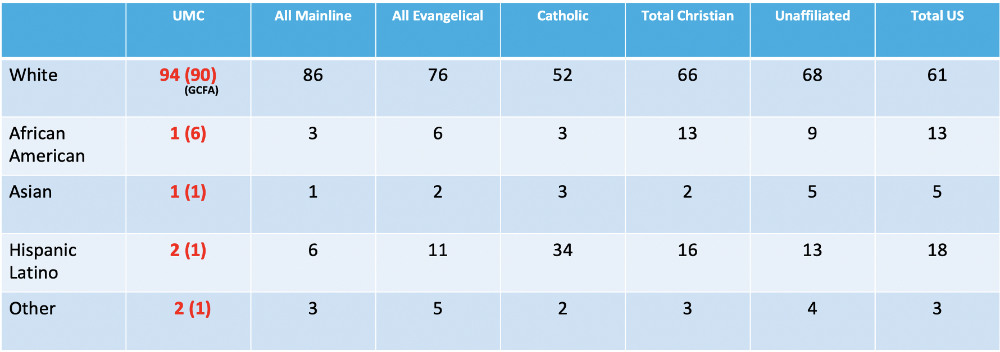 UMC All Mainline All Evangelical Catholic Total Christian Unaffiliated Total US
White 94 (90) 86 76 52 66 68 61
(GCFA)
African 1 (6) 3 6 3 13 9 13
American
Asian 1 (1) 1 2 3 2 5 5
Hispanic 2 (1) 6 11 34 16 13 18
Latino
Other 2 (1) 3 5 2 3 4 3